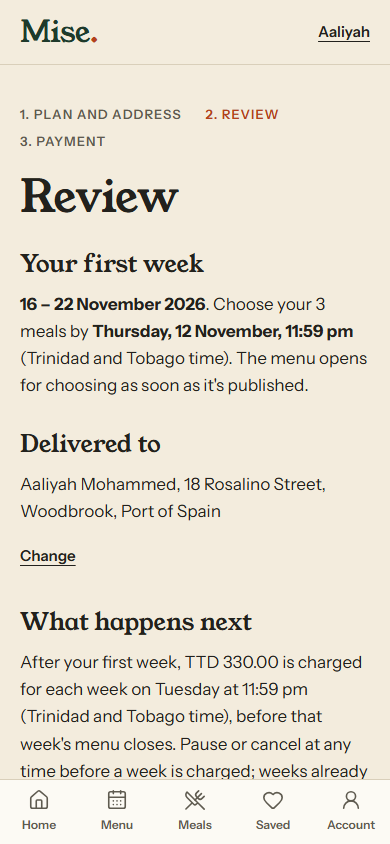 Mise.
Aaliyah
1. PLAN AND ADDRESS
2. REVIEW
3. PAYMENT
Review
Your first week
16 – 22 November 2026. Choose your 3
meals by Thursday, 12 November, 11:59 pm
(Trinidad and Tobago time). The menu opens
for choosing as soon as it's published.
Delivered to
Aaliyah Mohammed, 18 Rosalino Street,
Woodbrook, Port of Spain
Change
What happens next
After your first week, TTD 330.00 is charged
for each week on Tuesday at 11:59 pm
(Trinidad and Tobago time), before that
week's menu closes. Pause or cancel at any
time before a week is charged; weeks already
Home
Menu
Meals
Saved
Account